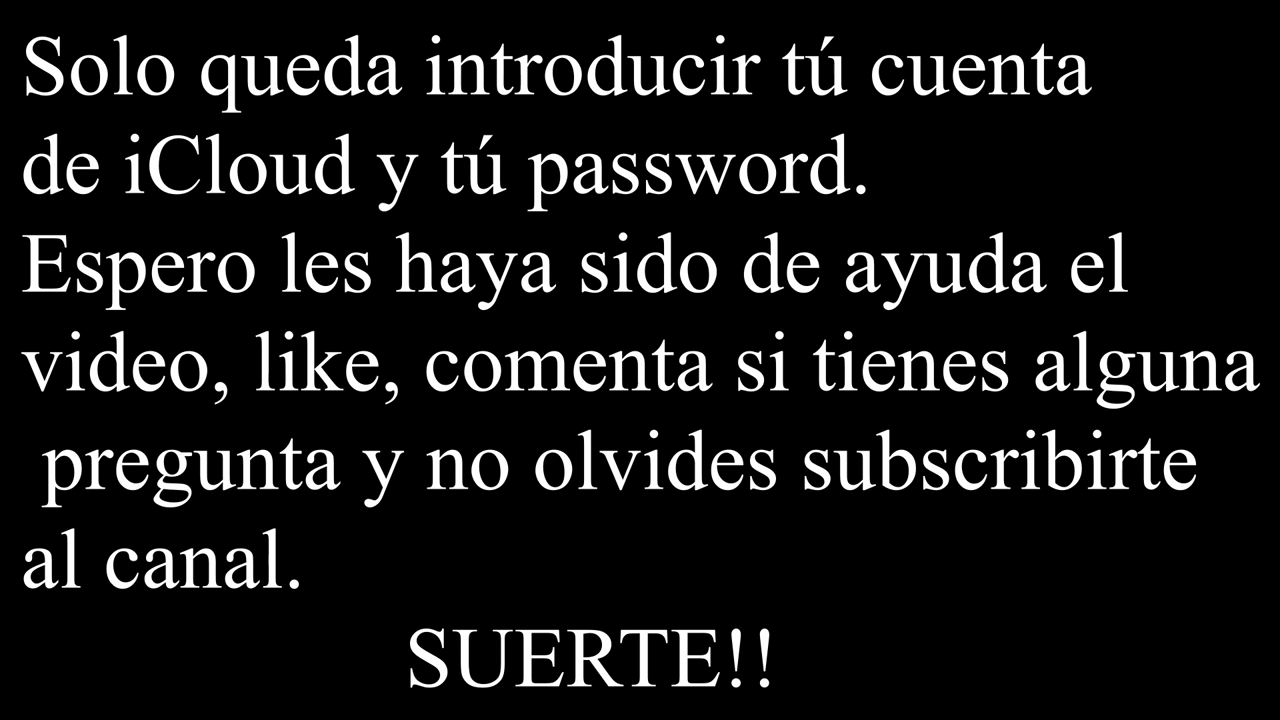 Solo queda introducir tú cuenta
de iCloud y tú password.
Espero les haya sido de ayuda el
video, like, comenta si tienes alguna
pregunta y no olvides subscribirte
al canal.
SUERTE!!